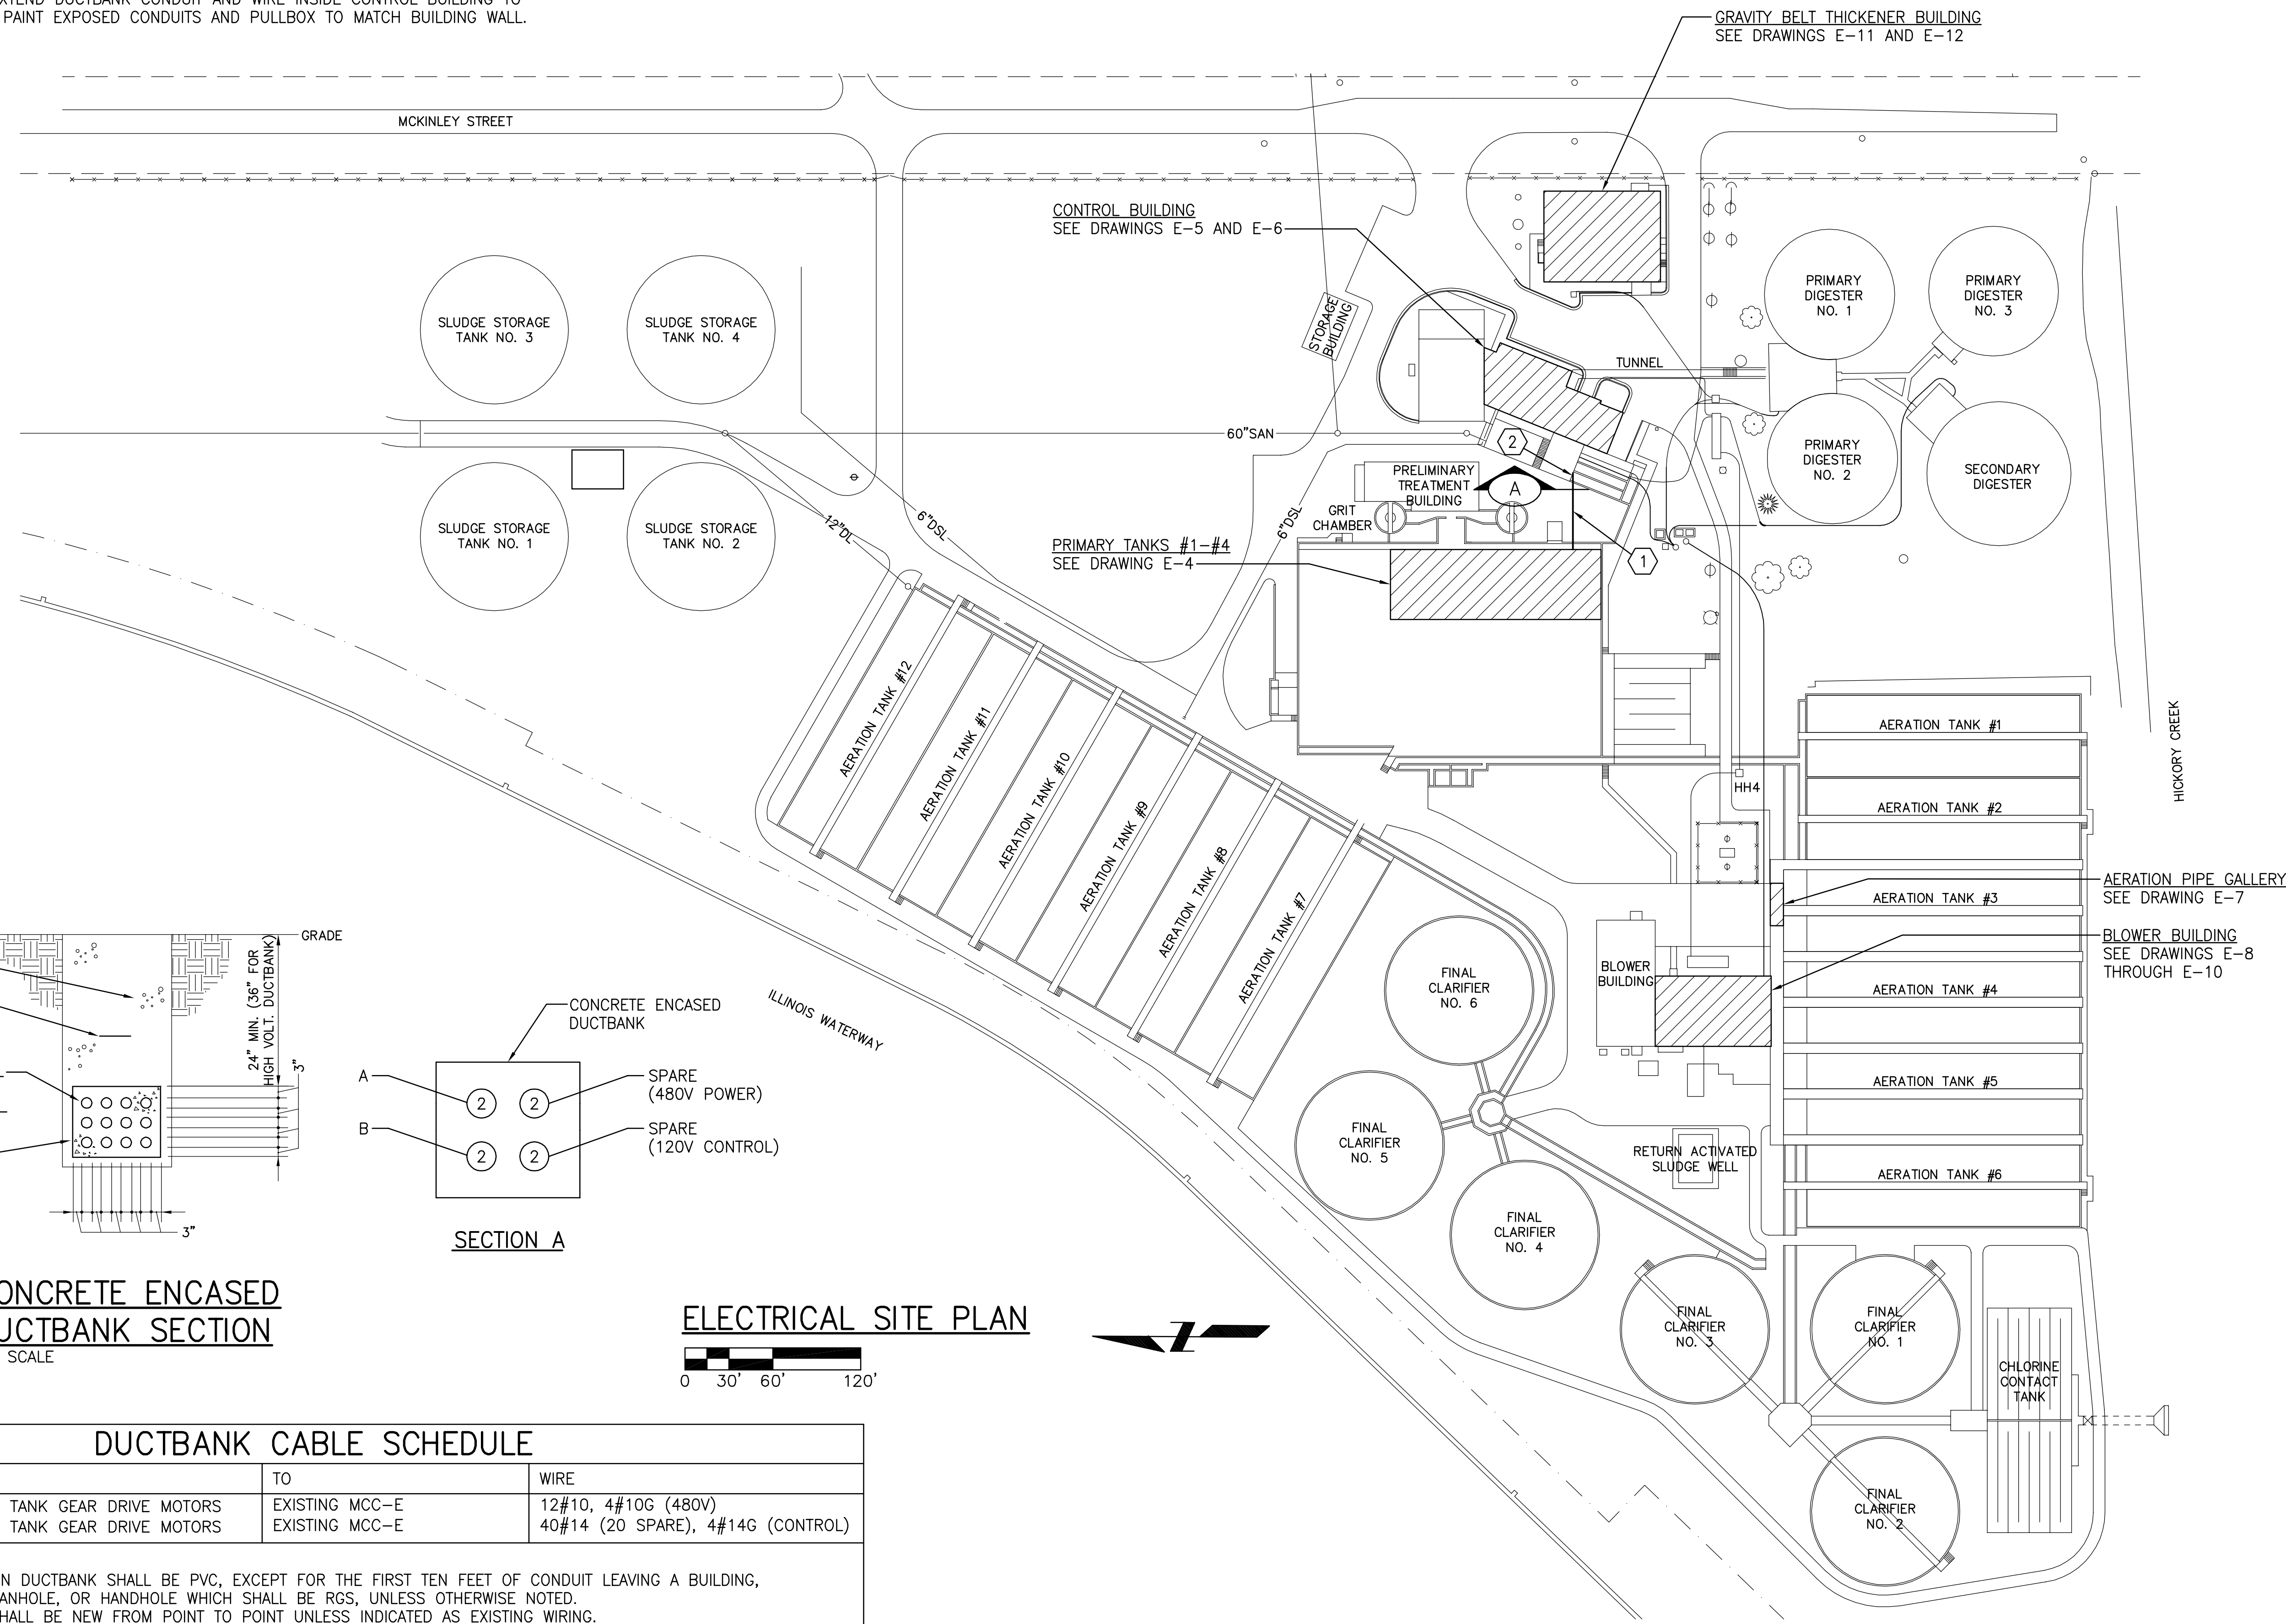 XTEND DUCTBANK CONDUIT AND WIRE INSIDE CONTROL BUILDING TO
PAINT EXPOSED CONDUITS AND PULLBOX TO MATCH BUILDING WALL.
GRAVITY BELT THICKENER BUILDING
SEE DRAWINGS E-11 AND E-12
MCKINLEY STREET
CONTROL BUILDING
SEE DRAWINGS E-5 AND E-6
STORAGE
BUILDING
SLUDGE STORAGE
TANK NO. 3
SLUDGE STORAGE
TANK NO. 4
PRIMARY
DIGESTER
NO. 1
PRIMARY
DIGESTER
NO. 3
TUNNEL
60"SAN
2
PRIMARY
DIGESTER
NO. 2
SECONDARY
DIGESTER
PRELIMINARY
TREATMENT
BUILDING
A
GRIT
CHAMBER
SLUDGE STORAGE
TANK NO. 1
SLUDGE STORAGE
TANK NO. 2
12"DL
6"DSL
6"DSL
PRIMARY TANKS #1-#4
SEE DRAWING E-4
1
AERATION TANK #12
AERATION TANK #11
AERATION TANK #10
AERATION TANK #9
AERATION TANK #8
AERATION TANK #7
AERATION TANK #1
HICKORY CREEK
HH4
AERATION TANK #2
AERATION TANK #3
AERATION PIPE GALLERY
SEE DRAWING E-7
BLOWER BUILDING
SEE DRAWINGS E-8
THROUGH E-10
BLOWER
BUILDING
AERATION TANK #4
AERATION TANK #5
AERATION TANK #6
FINAL
CLARIFIER
NO. 6
FINAL
CLARIFIER
NO. 5
FINAL
CLARIFIER
NO. 4
RETURN ACTIVATED
SLUDGE WELL
FINAL
CLARIFIER
NO. 3
FINAL
CLARIFIER
NO. 1
CHLORINE
CONTACT
TANK
FINAL
CLARIFIER
NO. 2
ILLINOIS WATERWAY
GRADE
24" MIN. (36" FOR
HIGH VOLT. DUCTBANK)
3"
3"
CONCRETE ENCASED
DUCTBANK
A
2
2
SPARE
(480V POWER)
B
2
2
SPARE
(120V CONTROL)
SECTION A
ONCRETE ENCASED
UCTBANK SECTION
SCALE
ELECTRICAL SITE PLAN
0 30' 60' 120'
DUCTBANK CABLE SCHEDULE
TO WIRE
TANK GEAR DRIVE MOTORS EXISTING MCC-E 12#10, 4#10G (480V)
TANK GEAR DRIVE MOTORS EXISTING MCC-E 40#14 (20 SPARE), 4#14G (CONTROL)
N DUCTBANK SHALL BE PVC, EXCEPT FOR THE FIRST TEN FEET OF CONDUIT LEAVING A BUILDING,
ANHOLE, OR HANDHOLE WHICH SHALL BE RGS, UNLESS OTHERWISE NOTED.
HALL BE NEW FROM POINT TO POINT UNLESS INDICATED AS EXISTING WIRING.